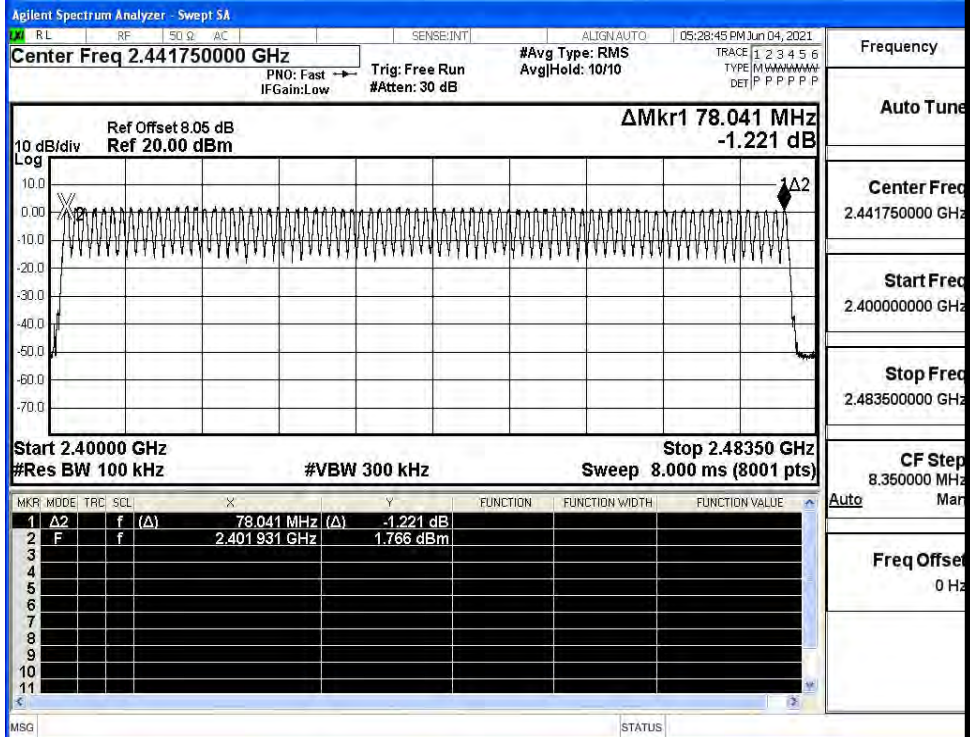 Agilent Spectrum Analyzer - Swept SA
LXI RL RF 50 Ω AC SENSE:INT ALIGN AUTO 05:28:45 PM Jun 04, 2021
Center Freq 2.441750000 GHz
PNO: Fast
IFGain:Low
Trig: Free Run
#Atten: 30 dB
#Avg Type: RMS
Avg|Hold: 10/10
TRACE 1 2 3 4 5 6
TYPE M W W W W W
DET P P P P P P
Frequency
Auto Tune
Center Freq
2.441750000 GHz
Start Freq
2.400000000 GHz
Stop Freq
2.483500000 GHz
CF Step
8.350000 MHz
Auto Man
Freq Offset
0 Hz
ΔMkr1 78.041 MHz
-1.221 dB
Ref Offset 8.05 dB
10 dB/div Ref 20.00 dBm
Log
10.0
0.00
-10.0
-20.0
-30.0
-40.0
-50.0
-60.0
-70.0
X2
1Δ2
Start 2.40000 GHz Stop 2.48350 GHz
#Res BW 100 kHz #VBW 300 kHz Sweep 8.000 ms (8001 pts)
MKR MODE TRC SCL X Y FUNCTION FUNCTION WIDTH FUNCTION VALUE
1 Δ2 f (Δ) 78.041 MHz (Δ) -1.221 dB
2 F f 2.401 931 GHz 1.766 dBm
3
4
5
6
7
8
9
10
11
MSG STATUS